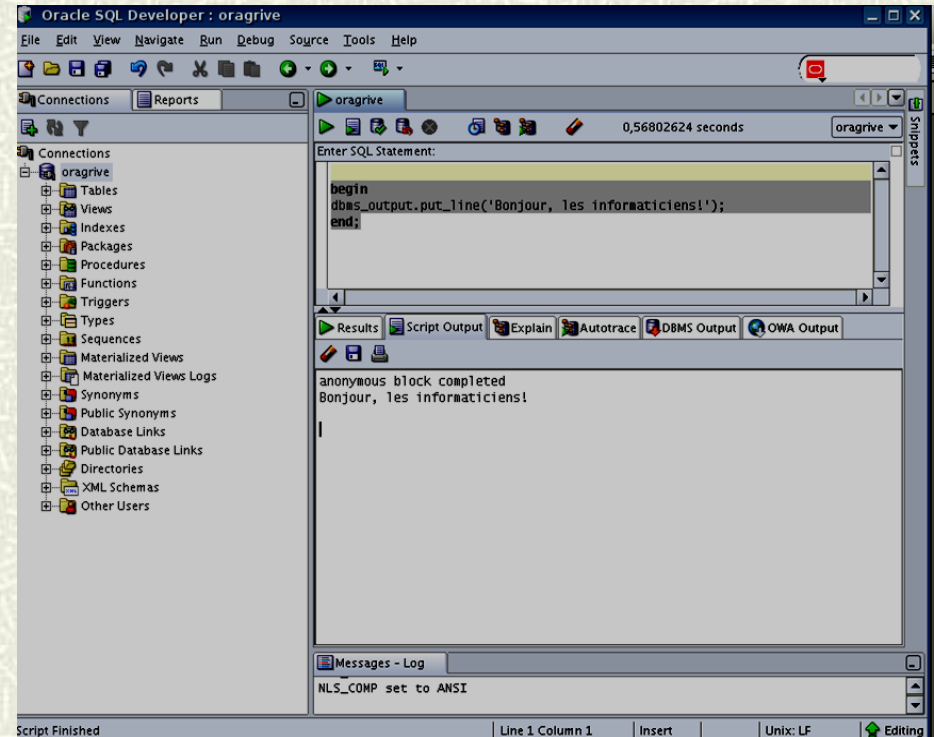 Oracle SQL Developer : oragrive
File Edit View Navigate Run Debug Source Tools Help
Connections Reports
Connections
oragrive
Tables
Views
Indexes
Packages
Procedures
Functions
Triggers
Types
Sequences
Materialized Views
Materialized Views Logs
Synonyms
Public Synonyms
Database Links
Public Database Links
Directories
XML Schemas
Other Users
oragrive
0,56802624 seconds
oragrive
Snippets
Enter SQL Statement:
begin
dbms_output.put_line('Bonjour, les informaticiens!');
end;
Results Script Output Explain Autotrace DBMS Output OWA Output
anonymous block completed
Bonjour, les informaticiens!
Messages - Log
NLS_COMP set to ANSI
Script Finished
Line 1 Column 1 Insert Unix: LF Editing